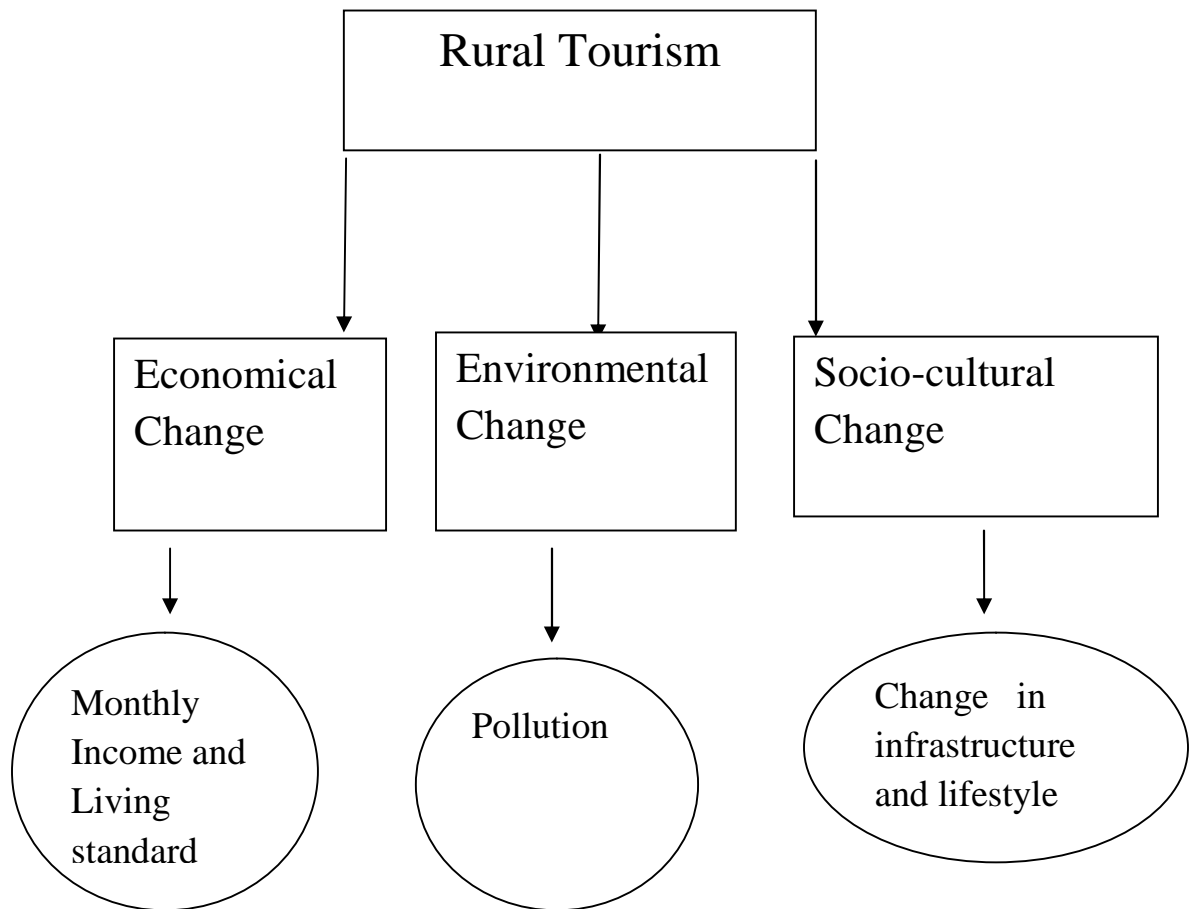 Rural Tourism
Economical
Change
Environmental
Change
Socio-cultural
Change
Monthly
Income and
Living
standard
Pollution
Change in
infrastructure
and lifestyle